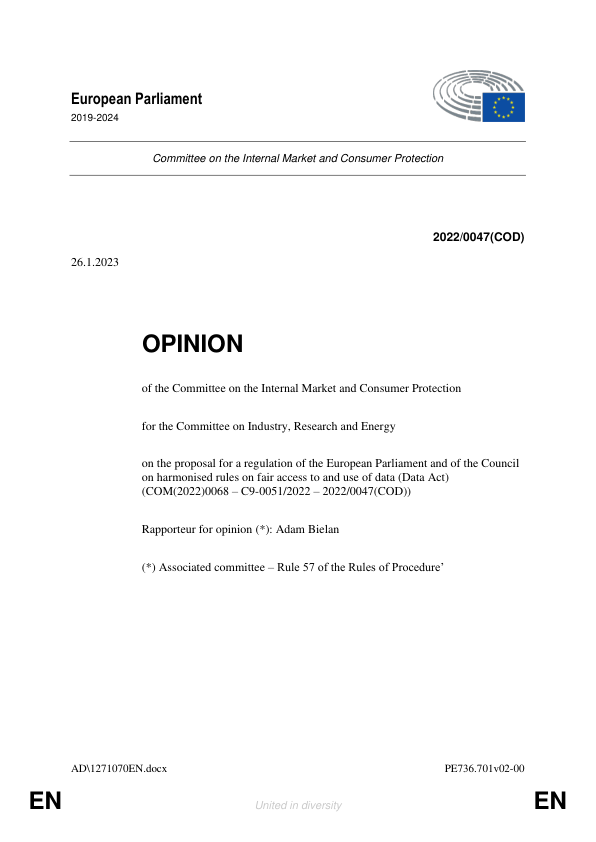 European Parliament
2019-2024
Committee on the Internal Market and Consumer Protection
2022/0047(COD)
26.1.2023
OPINION
of the Committee on the Internal Market and Consumer Protection
for the Committee on Industry, Research and Energy
on the proposal for a regulation of the European Parliament and of the Council
on harmonised rules on fair access to and use of data (Data Act)
(COM(2022)0068 – C9-0051/2022 – 2022/0047(COD))
Rapporteur for opinion (*): Adam Bielan
(*) Associated committee – Rule 57 of the Rules of Procedure’
AD\1271070EN.docx PE736.701v02-00
EN United in diversity EN